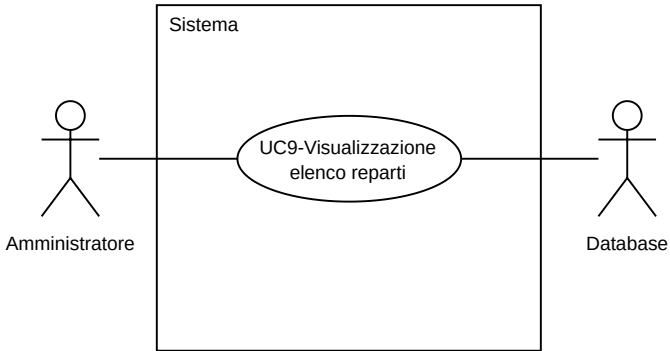 Sistema
UC9-Visualizzazione
elenco reparti
Amministratore
Database